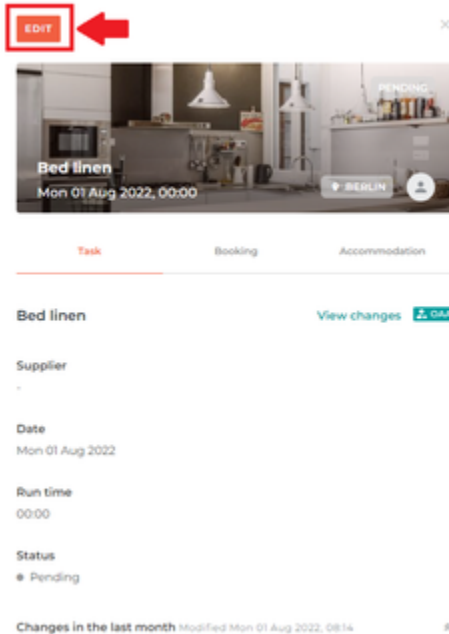 EDIT
PENDING
Bed linen
Mon 01 Aug 2022, 00:00
BERLIN
Task Booking Accommodation
Bed linen View changes
Supplier
-
Date
Mon 01 Aug 2022
Run time
00:00
Status
Pending
Changes in the last month Modified Mon 01 Aug 2022, 08:14